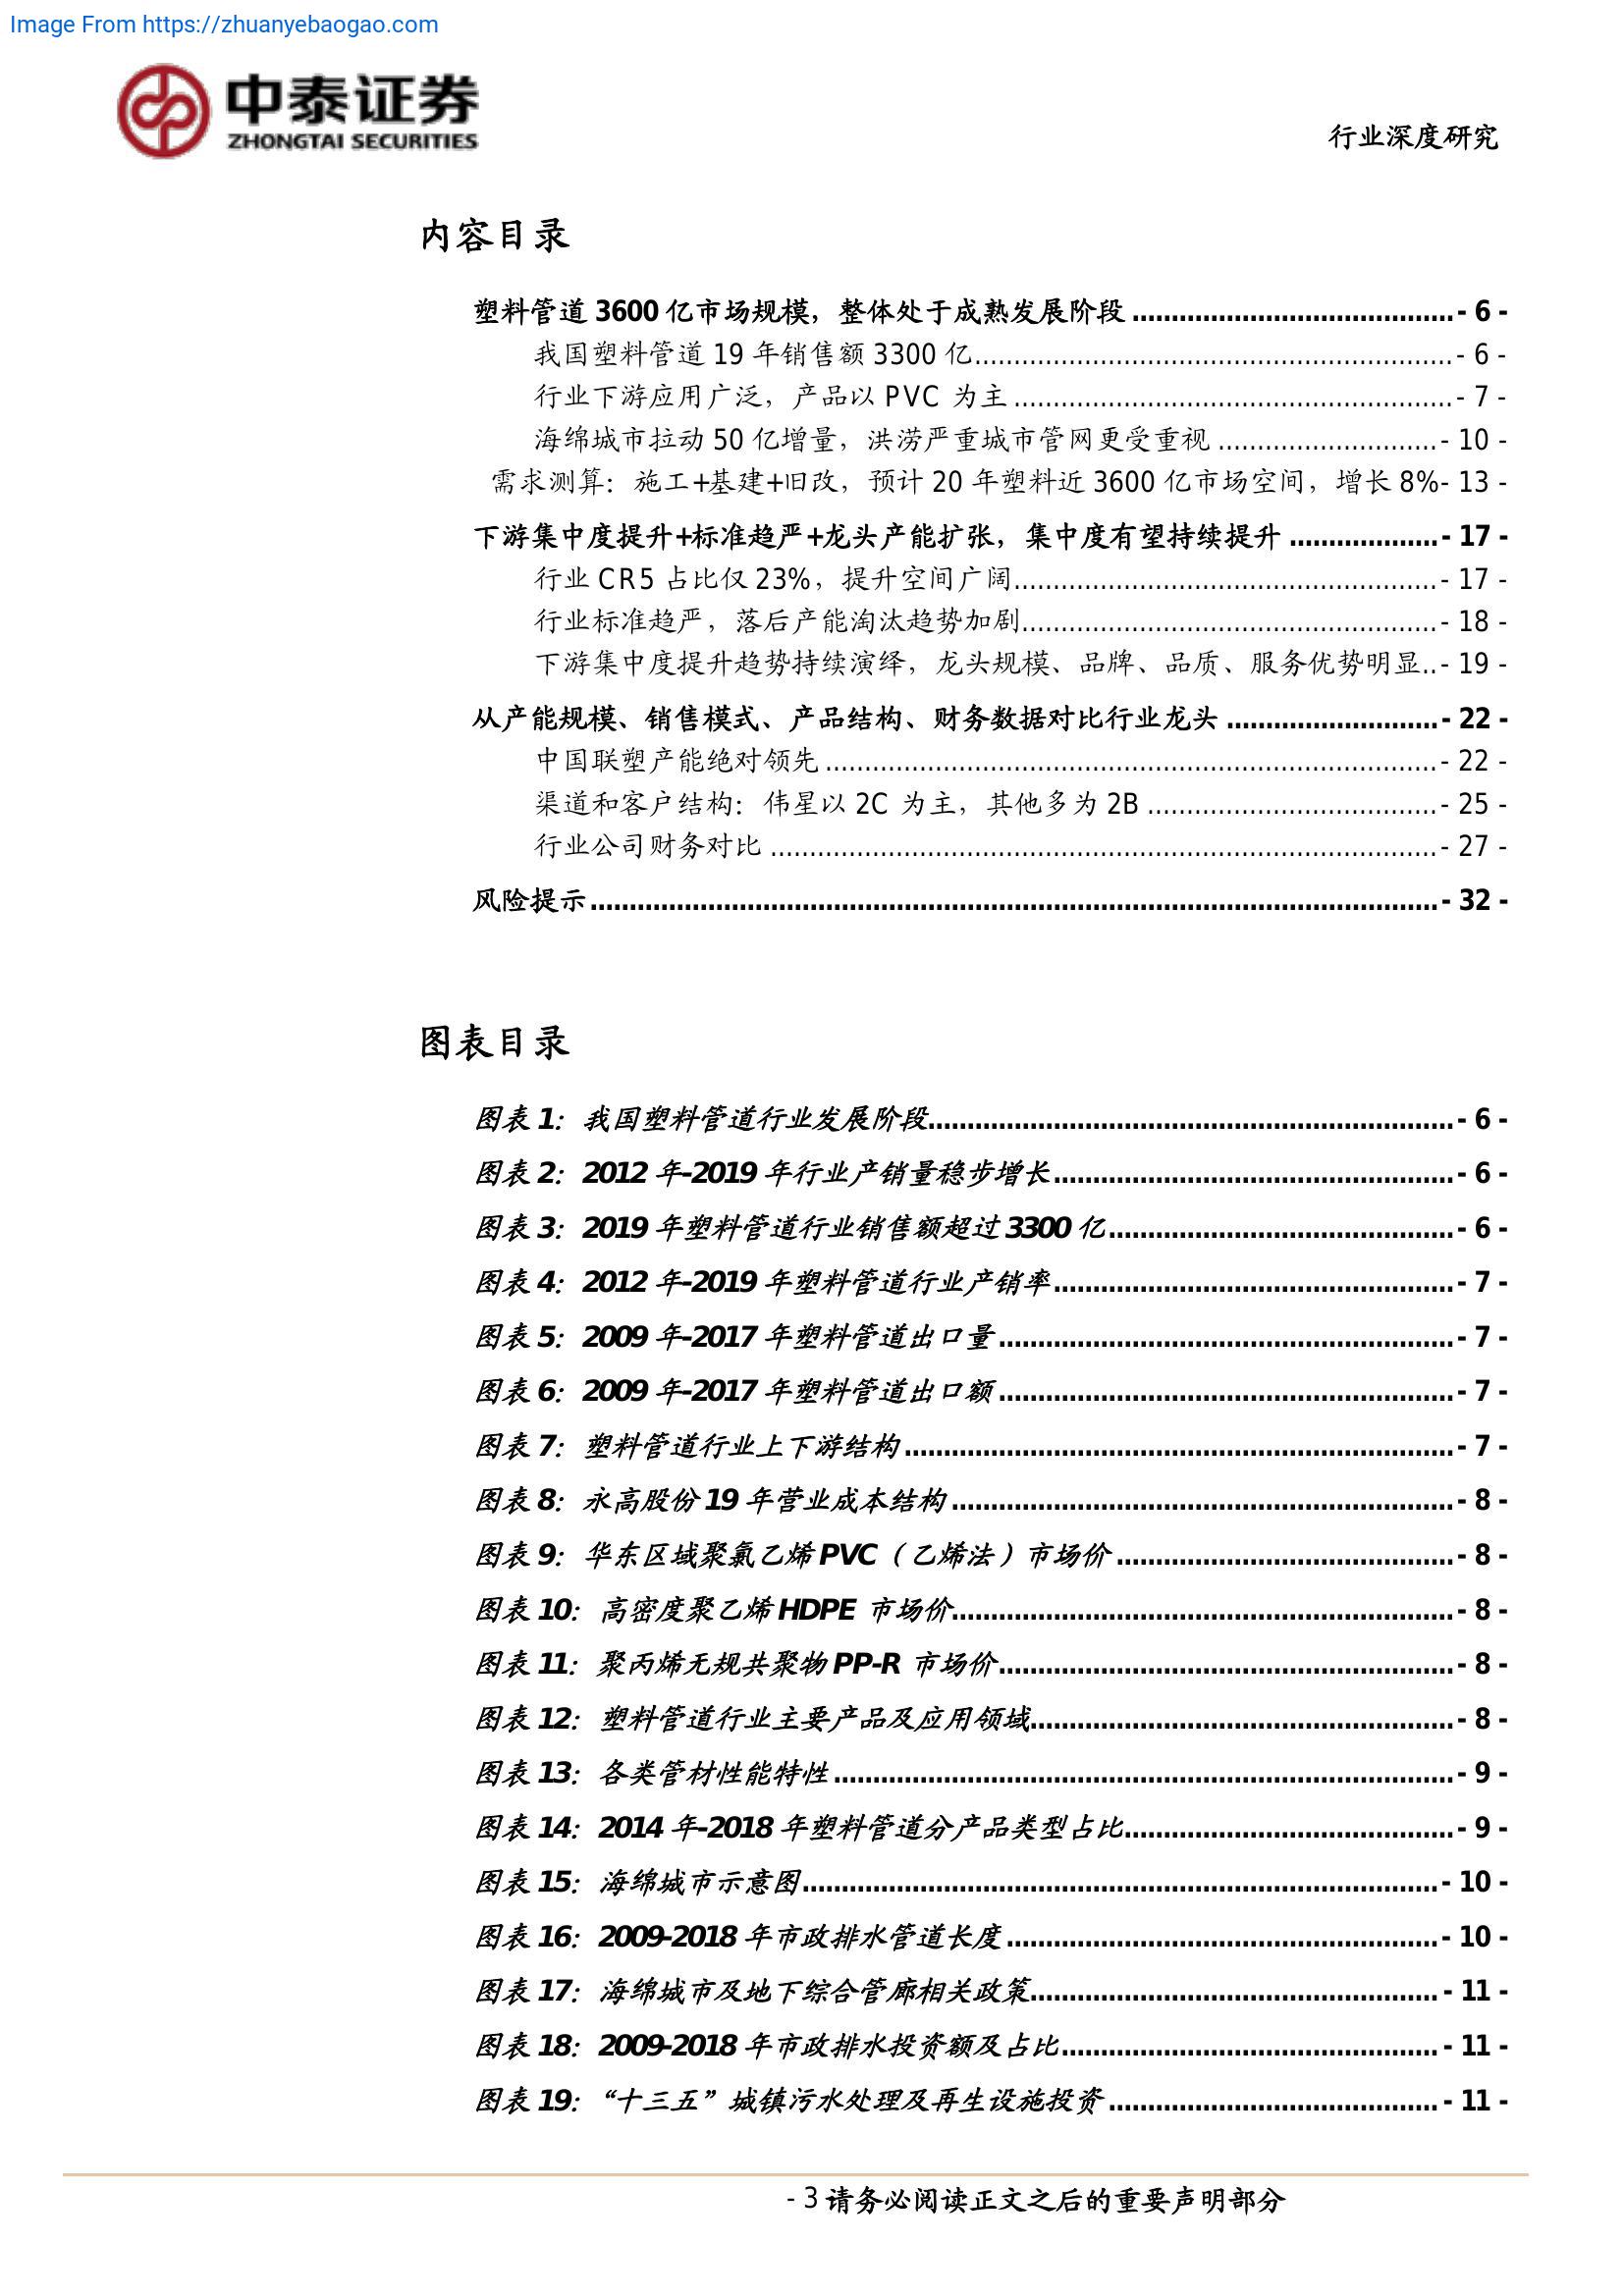 Image From https://zhuanyebaogao.com
中泰证券
ZHONGTAI SECURITIES
行业深度研究
内容目录
塑料管道 3600 亿市场规模，整体处于成熟发展阶段 ......................................... - 6 -
我国塑料管道 19 年销售额 3300 亿............................................................. - 6 -
行业下游应用广泛，产品以 PVC 为主 ........................................................ - 7 -
海绵城市拉动 50 亿增量，洪涝严重城市管网更受重视 ............................ - 10 -
需求测算：施工+基建+旧改，预计 20 年塑料近 3600 亿市场空间，增长 8%- 13 -
下游集中度提升+标准趋严+龙头产能扩张，集中度有望持续提升 ................... - 17 -
行业 CR5 占比仅 23%，提升空间广阔...................................................... - 17 -
行业标准趋严，落后产能淘汰趋势加剧..................................................... - 18 -
下游集中度提升趋势持续演绎，龙头规模、品牌、品质、服务优势明显.. - 19 -
从产能规模、销售模式、产品结构、财务数据对比行业龙头 ........................... - 22 -
中国联塑产能绝对领先 .............................................................................. - 22 -
渠道和客户结构：伟星以 2C 为主，其他多为 2B ..................................... - 25 -
行业公司财务对比 ..................................................................................... - 27 -
风险提示 ............................................................................................................ - 32 -
图表目录
图表 1：我国塑料管道行业发展阶段................................................................... - 6 -
图表 2：2012 年-2019 年行业产销量稳步增长................................................... - 6 -
图表 3：2019 年塑料管道行业销售额超过 3300 亿............................................ - 6 -
图表 4：2012 年-2019 年塑料管道行业产销率................................................... - 7 -
图表 5：2009 年-2017 年塑料管道出口量 .......................................................... - 7 -
图表 6：2009 年-2017 年塑料管道出口额 .......................................................... - 7 -
图表 7：塑料管道行业上下游结构 ...................................................................... - 7 -
图表 8：永高股份 19 年营业成本结构 ................................................................ - 8 -
图表 9：华东区域聚氯乙烯 PVC（乙烯法）市场价 ........................................... - 8 -
图表 10：高密度聚乙烯 HDPE 市场价................................................................ - 8 -
图表 11：聚丙烯无规共聚物 PP-R 市场价.......................................................... - 8 -
图表 12：塑料管道行业主要产品及应用领域...................................................... - 8 -
图表 13：各类管材性能特性 ............................................................................... - 9 -
图表 14：2014 年-2018 年塑料管道分产品类型占比.......................................... - 9 -
图表 15：海绵城市示意图................................................................................. - 10 -
图表 16：2009-2018 年市政排水管道长度 ....................................................... - 10 -
图表 17：海绵城市及地下综合管廊相关政策.................................................... - 11 -
图表 18：2009-2018 年市政排水投资额及占比................................................ - 11 -
图表 19：“十三五”城镇污水处理及再生设施投资 .......................................... - 11 -
- 3 请务必阅读正文之后的重要声明部分